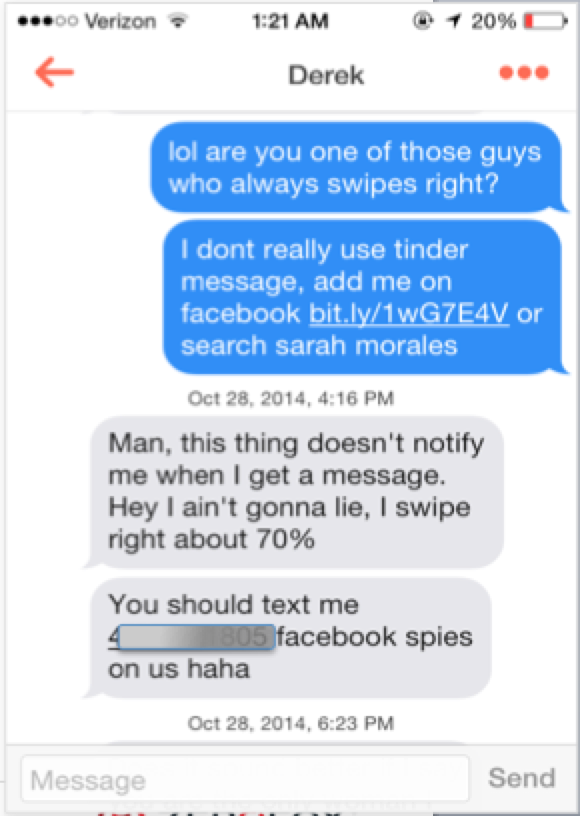 Verizon 1:21 AM 20%
Derek
lol are you one of those guys
who always swipes right?
I dont really use tinder
message, add me on
facebook bit.ly/1wG7E4V or
search sarah morales
Oct 28, 2014, 4:16 PM
Man, this thing doesn't notify
me when I get a message.
Hey I ain't gonna lie, I swipe
right about 70%
You should text me
facebook spies
on us haha
Oct 28, 2014, 6:23 PM
Message Send